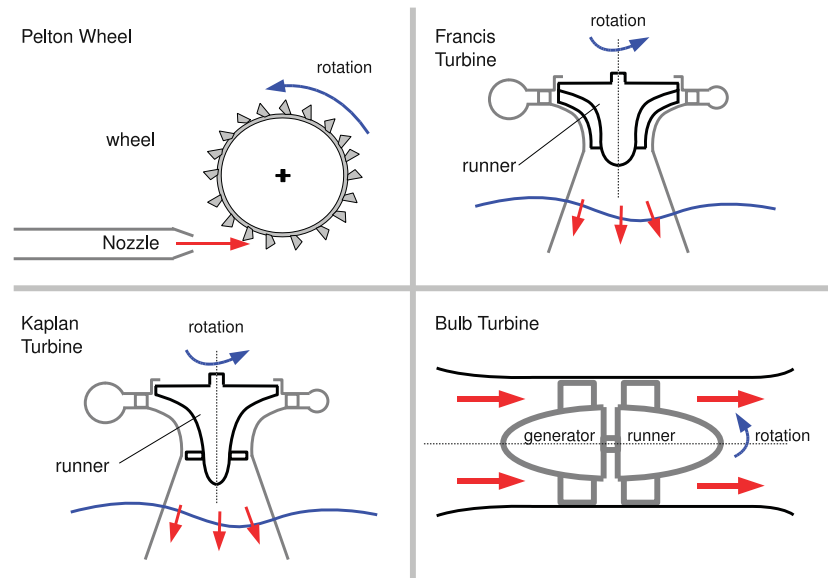 Pelton Wheel
rotation
wheel
Nozzle
Francis
Turbine
rotation
runner
Kaplan
Turbine
rotation
runner
Bulb Turbine
generator
runner
rotation